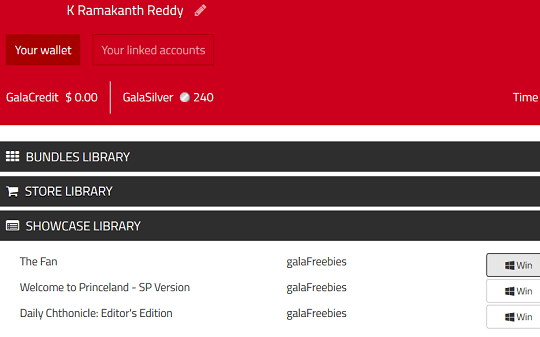 K Ramakanth Reddy
Your wallet Your linked accounts
GalaCredit $ 0.00 GalaSilver 240 Time
BUNDLES LIBRARY
STORE LIBRARY
SHOWCASE LIBRARY
The Fan galaFreebies Win
Welcome to Princeland - SP Version galaFreebies Win
Daily Chthonicle: Editor's Edition galaFreebies Win